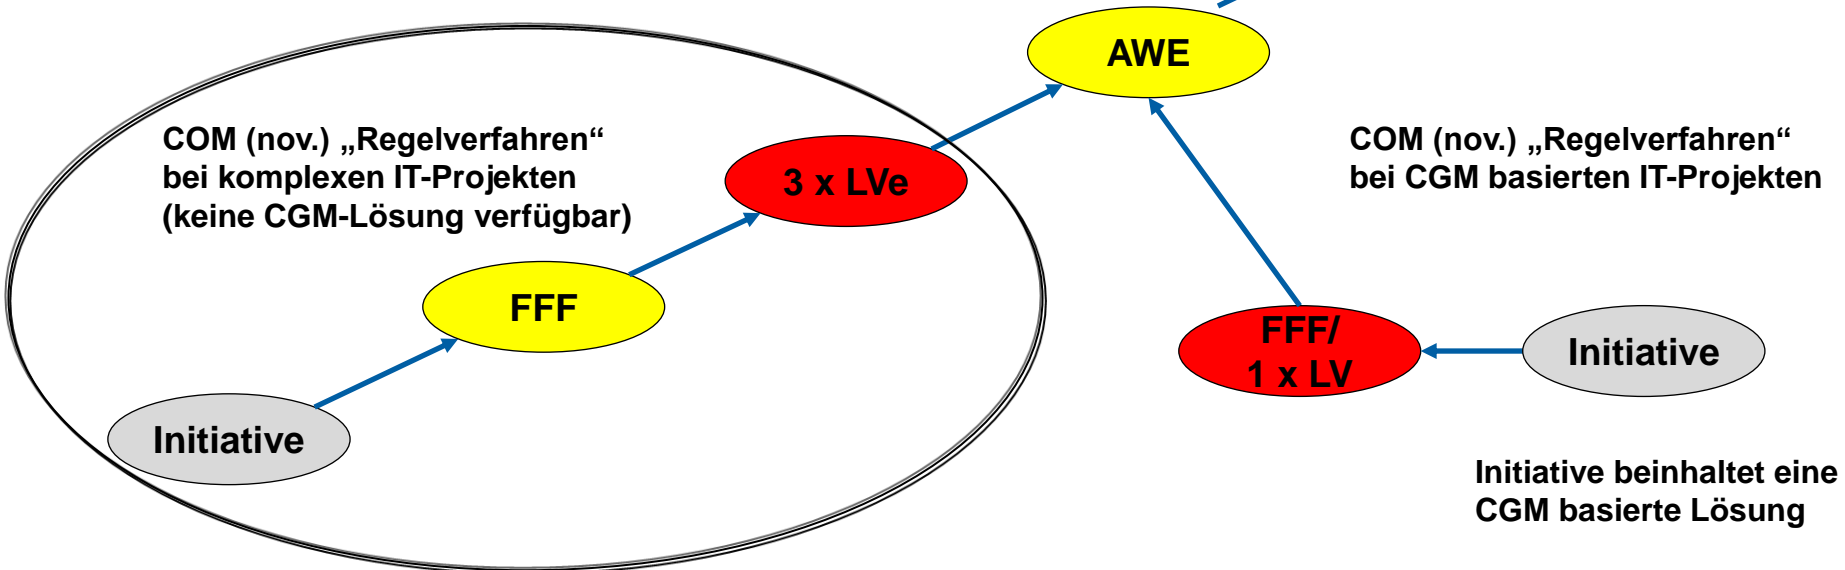 AWE
COM (nov.) „Regelverfahren“
bei komplexen IT-Projekten
(keine CGM-Lösung verfügbar)
3 x LVe
COM (nov.) „Regelverfahren“
bei CGM basierten IT-Projekten
FFF
FFF/
1 x LV
Initiative
Initiative
Initiative beinhaltet eine
CGM basierte Lösung